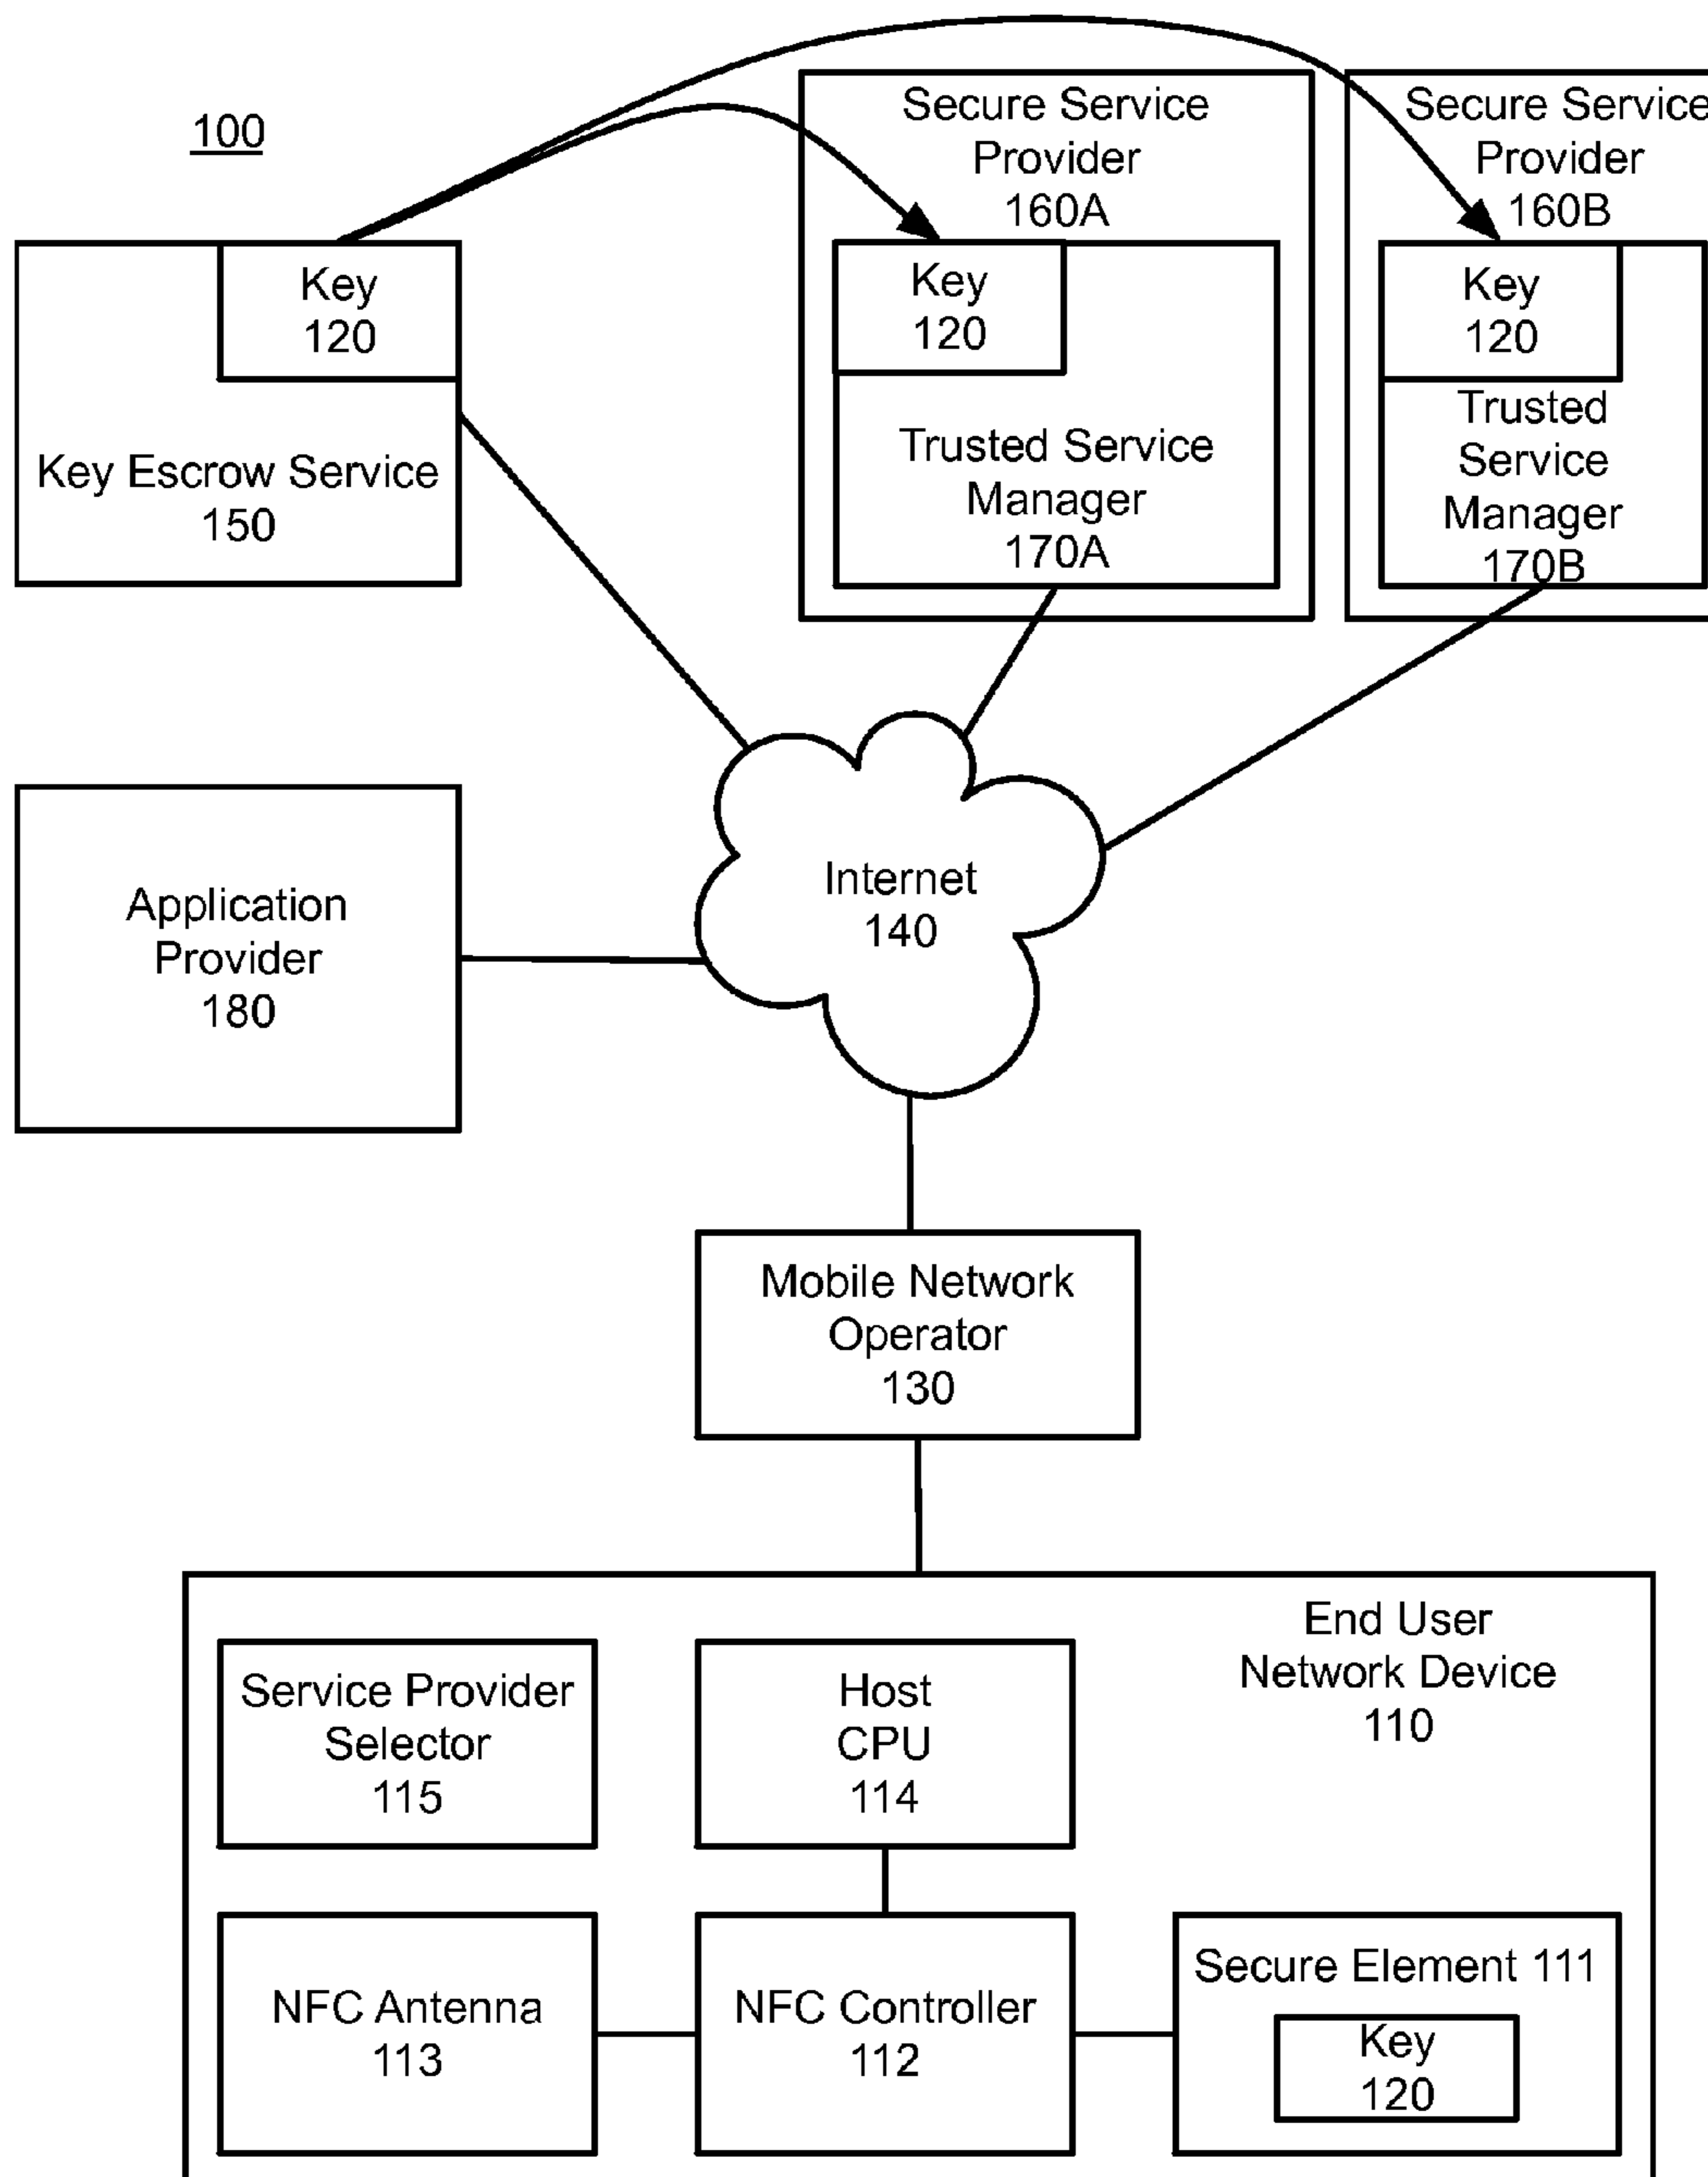 100
Secure Service
Provider
160A
Secure Service
Provider
160B
Key
120
Key Escrow Service
150
Key
120
Trusted Service
Manager
170A
Key
120
Trusted
Service
Manager
170B
Application
Provider
180
Internet
140
Mobile Network
Operator
130
End User
Network Device
110
Service Provider
Selector
115
Host
CPU
114
NFC Antenna
113
NFC Controller
112
Secure Element 111
Key
120